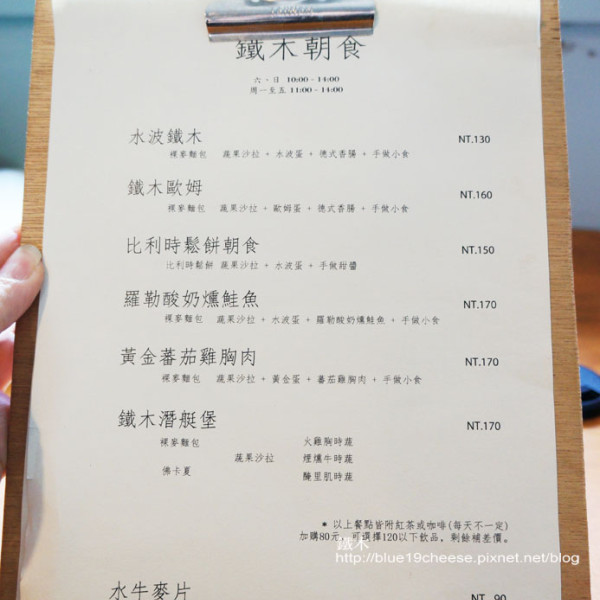 鐵木朝食
六、日 10:00 - 14:00
周一至五 11:00 - 14:00
水波鐵木 NT.130
裸麥麵包 蔬果沙拉 + 水波蛋 + 德式香腸 + 手做小食
鐵木歐姆 NT.160
裸麥麵包 蔬果沙拉 + 歐姆蛋 + 德式香腸 + 手做小食
比利時鬆餅朝食 NT.150
比利時鬆餅 蔬果沙拉 + 水波蛋 + 手做甜醬
羅勒酸奶燻鮭魚 NT.170
裸麥麵包 蔬果沙拉 + 水波蛋 + 羅勒酸奶燻鮭魚 + 手做小食
黃金蕃茄雞胸肉 NT.170
裸麥麵包 蔬果沙拉 + 黃金蛋 + 蕃茄雞胸肉 + 手做小食
鐵木潛艇堡 NT.170
裸麥麵包 火雞胸時蔬
蔬果沙拉 煙燻牛時蔬
佛卡夏 醃里肌時蔬
* 以上餐點皆附紅茶或咖啡(每天不一定)
加購80元，可選擇120以下飲品，剩餘補差價。
鐵木
http://blue19cheese.pixnet.net/blog
水牛麥片 NT. 90